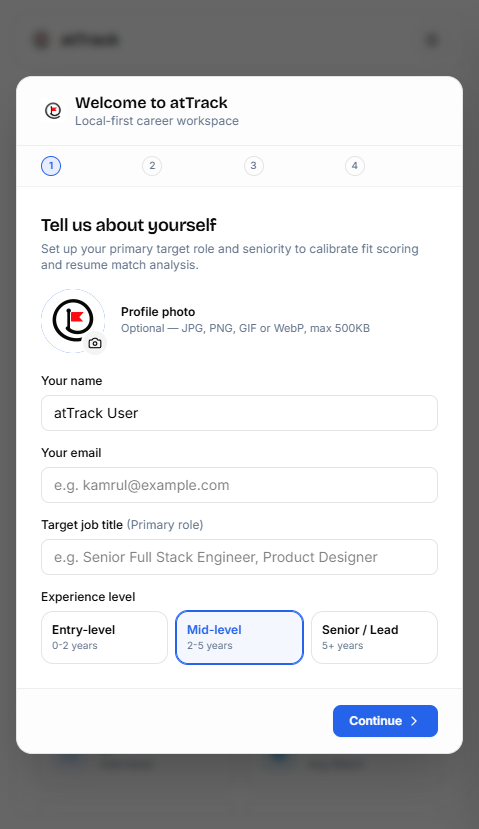 atTrack
Welcome to atTrack
Local-first career workspace
1 2 3 4
Tell us about yourself
Set up your primary target role and seniority to calibrate fit scoring
and resume match analysis.
Profile photo
Optional — JPG, PNG, GIF or WebP, max 500KB
Your name
atTrack User
Your email
e.g. kamrul@example.com
Target job title (Primary role)
e.g. Senior Full Stack Engineer, Product Designer
Experience level
Entry-level Mid-level Senior / Lead
0-2 years 2-5 years 5+ years
Continue